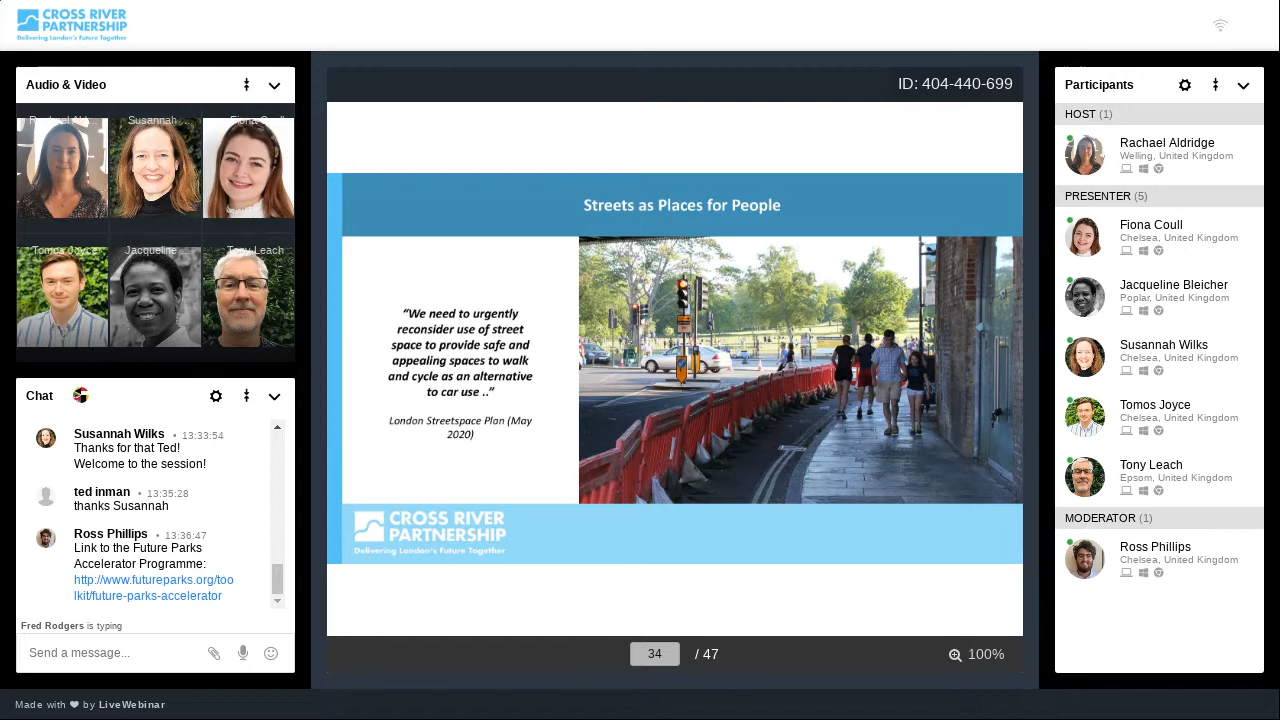 CROSS RIVER
PARTNERSHIP
Delivering London's Future Together
Audio & Video
Susannah ...
Fiona Coull
Tomos Joyce
Jacqueline ...
Tony Leach
Chat
Susannah Wilks • 13:33:54
Thanks for that Ted!
Welcome to the session!
ted inman • 13:35:28
thanks Susannah
Ross Phillips • 13:36:47
Link to the Future Parks
Accelerator Programme:
http://www.futureparks.org/too
lkit/future-parks-accelerator
Fred Rodgers is typing
Send a message...
ID: 404-440-699
Streets as Places for People
“We need to urgently
reconsider use of street
space to provide safe and
appealing spaces to walk
and cycle as an alternative
to car use ..”
London Streetspace Plan (May
2020)
CROSS RIVER
PARTNERSHIP
Delivering London's Future Together
34 / 47
100%
Participants
HOST (1)
Rachael Aldridge
Welling, United Kingdom
PRESENTER (5)
Fiona Coull
Chelsea, United Kingdom
Jacqueline Bleicher
Poplar, United Kingdom
Susannah Wilks
Chelsea, United Kingdom
Tomos Joyce
Chelsea, United Kingdom
Tony Leach
Epsom, United Kingdom
MODERATOR (1)
Ross Phillips
Chelsea, United Kingdom
Made with ♥ by LiveWebinar